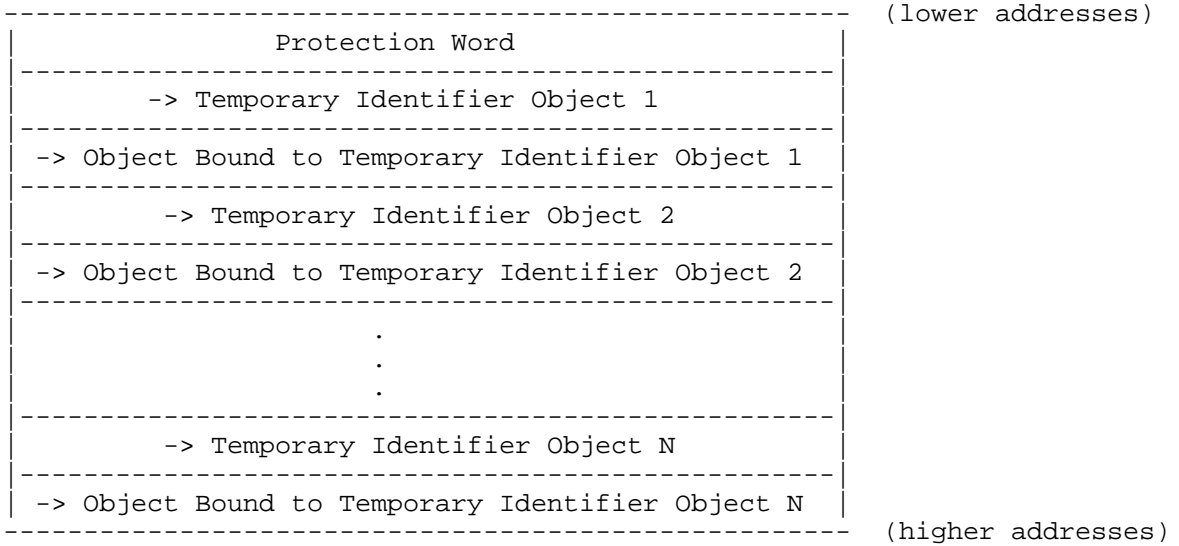 (lower addresses)
Protection Word
-> Temporary Identifier Object 1
-> Object Bound to Temporary Identifier Object 1
-> Temporary Identifier Object 2
-> Object Bound to Temporary Identifier Object 2
.
.
.
-> Temporary Identifier Object N
-> Object Bound to Temporary Identifier Object N
(higher addresses)